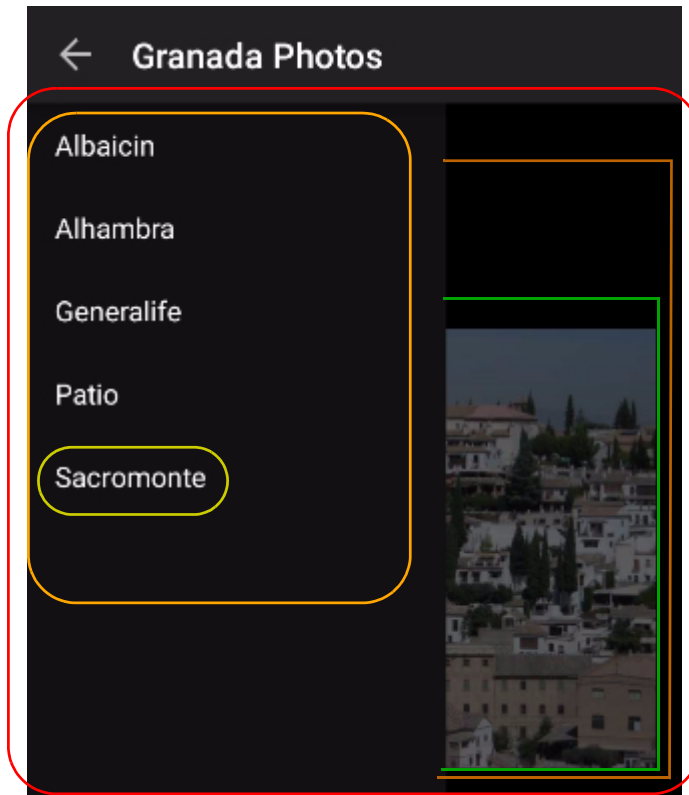 Granada Photos
Albaicin
Alhambra
Generalife
Patio
Sacromonte